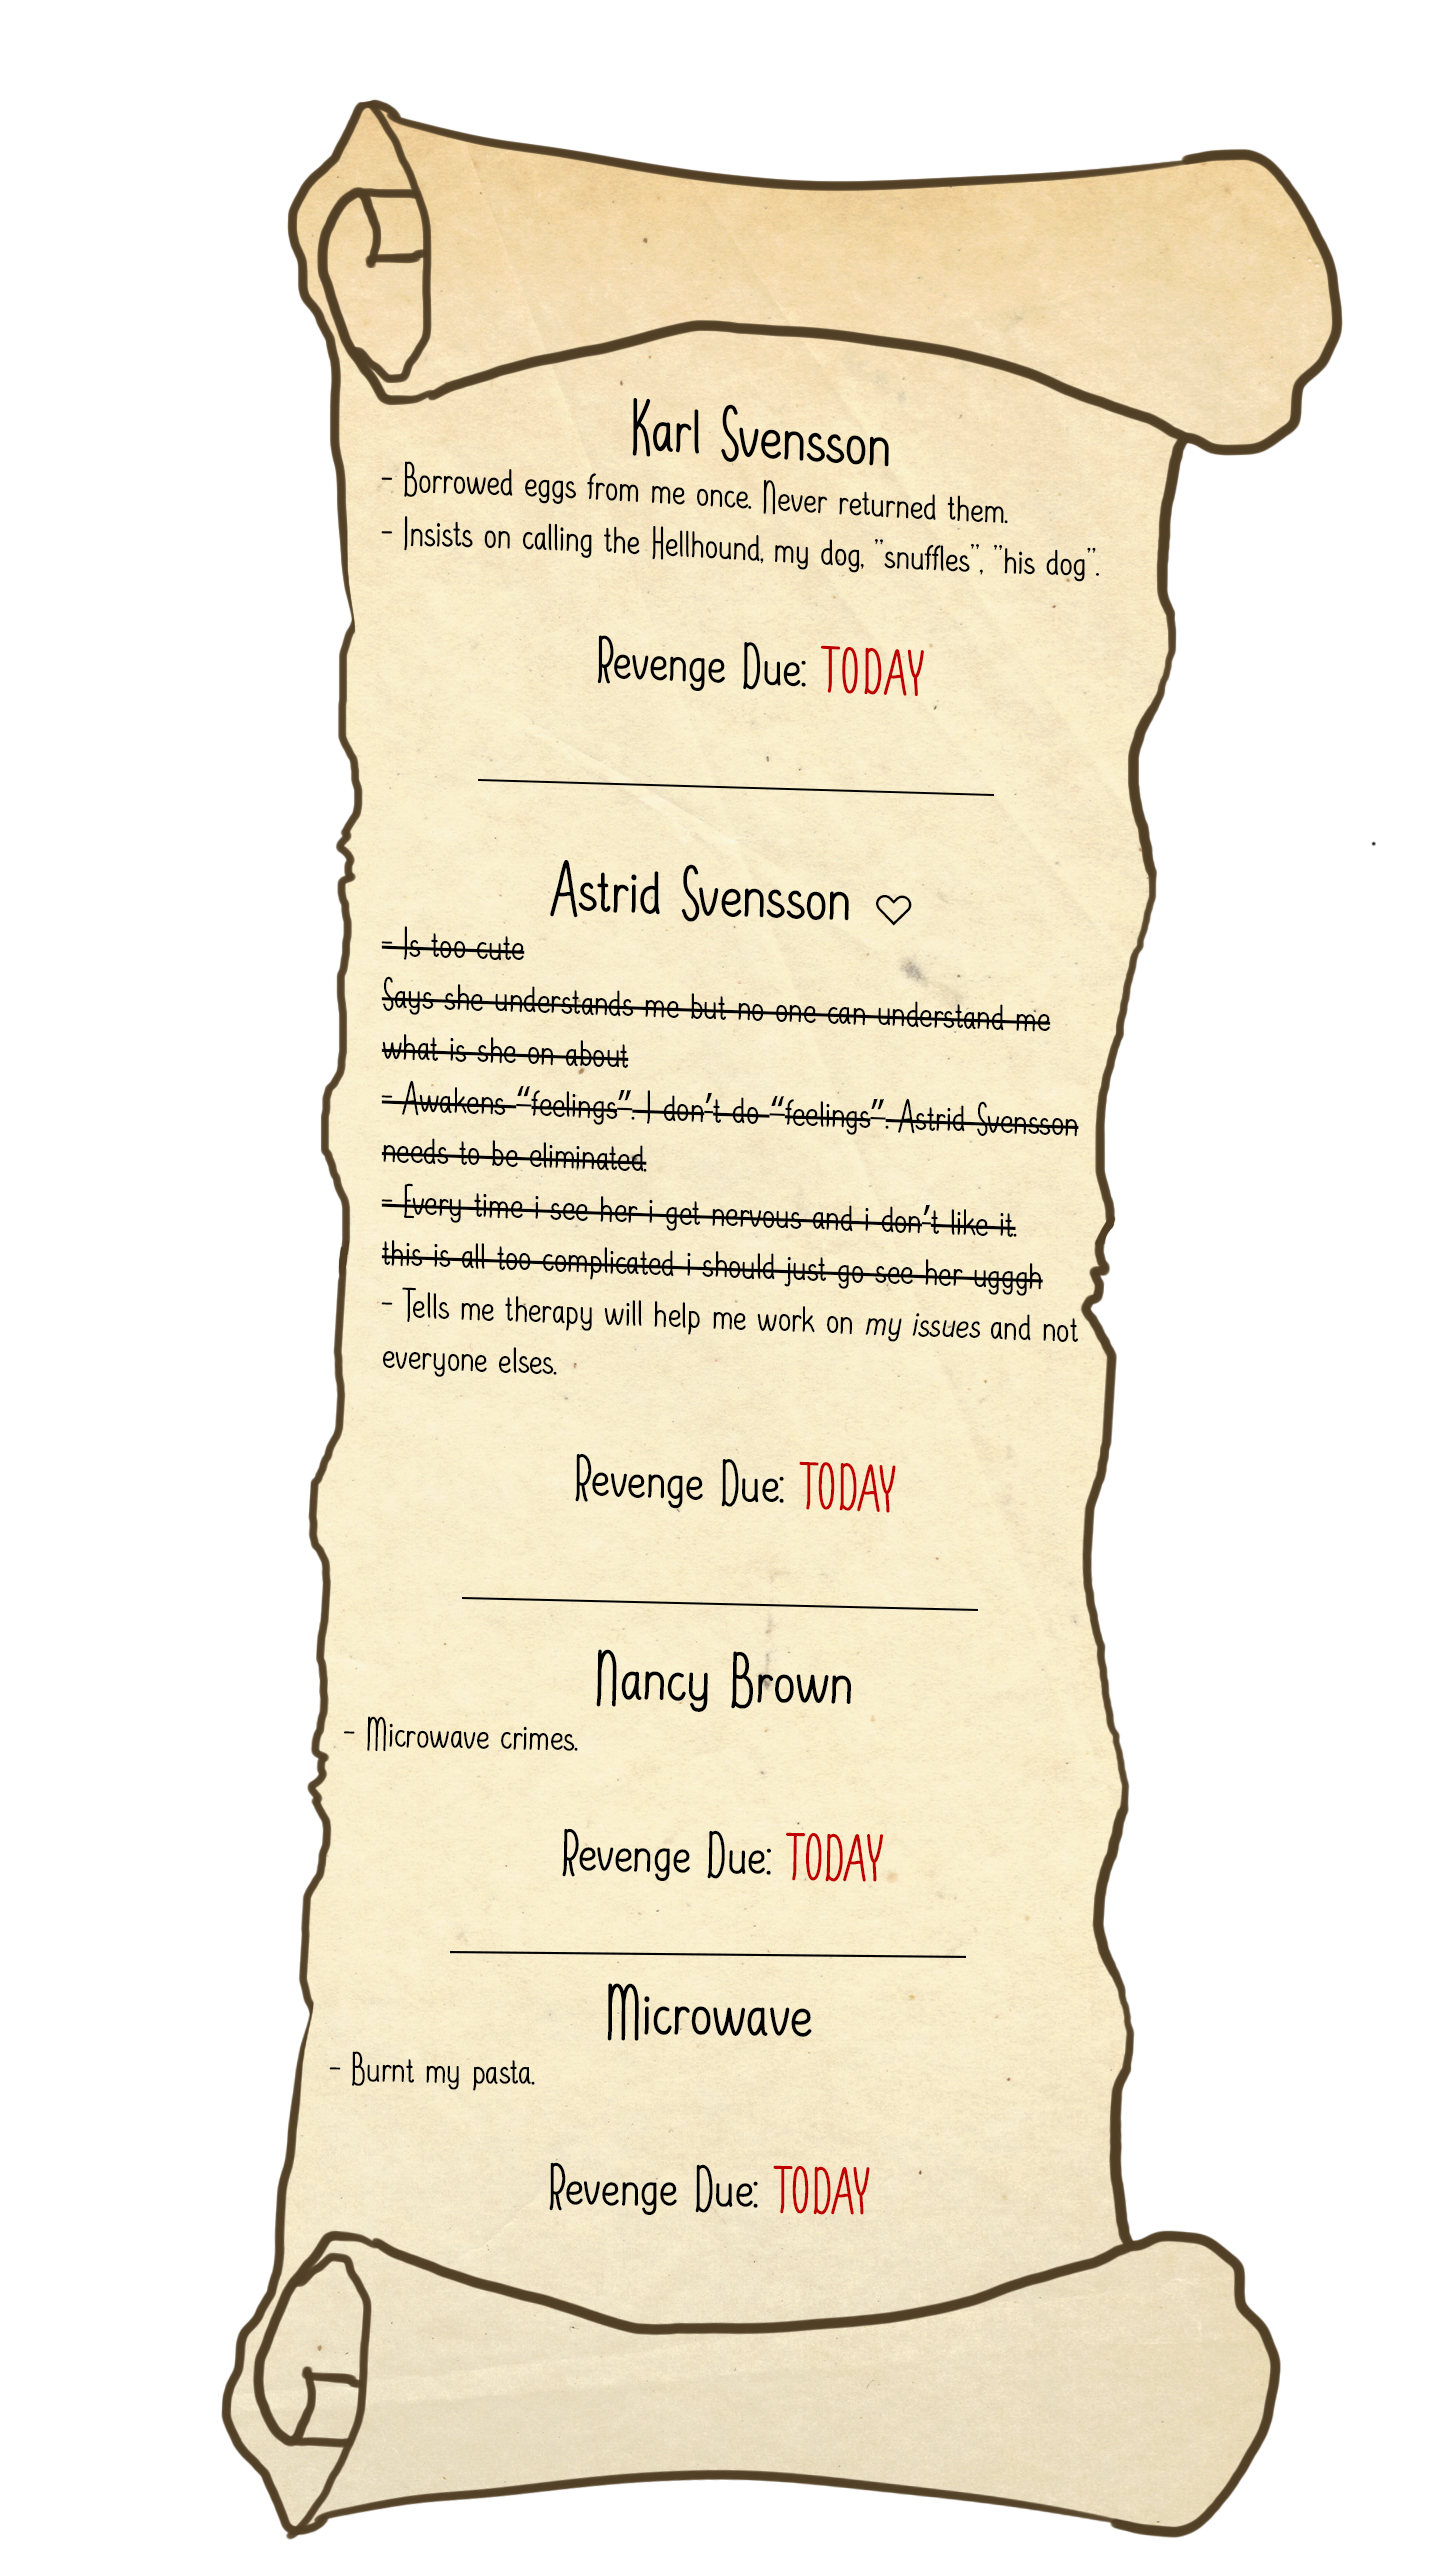 Karl Svensson
- Borrowed eggs from me once. Never returned them.
- Insists on calling the Hellhound, my dog, "snuffles", "his dog".
Revenge Due: TODAY
Astrid Svensson ♡
- Is too cute
Says she understands me but no one can understand me
what is she on about
- Awakens “feelings”. I don’t do “feelings”. Astrid Svensson
needs to be eliminated.
- Every time i see her i get nervous and i don’t like it.
this is all too complicated i should just go see her ugggh
- Tells me therapy will help me work on my issues and not
everyone elses.
Revenge Due: TODAY
Nancy Brown
- Microwave crimes.
Revenge Due: TODAY
Microwave
- Burnt my pasta.
Revenge Due: TODAY